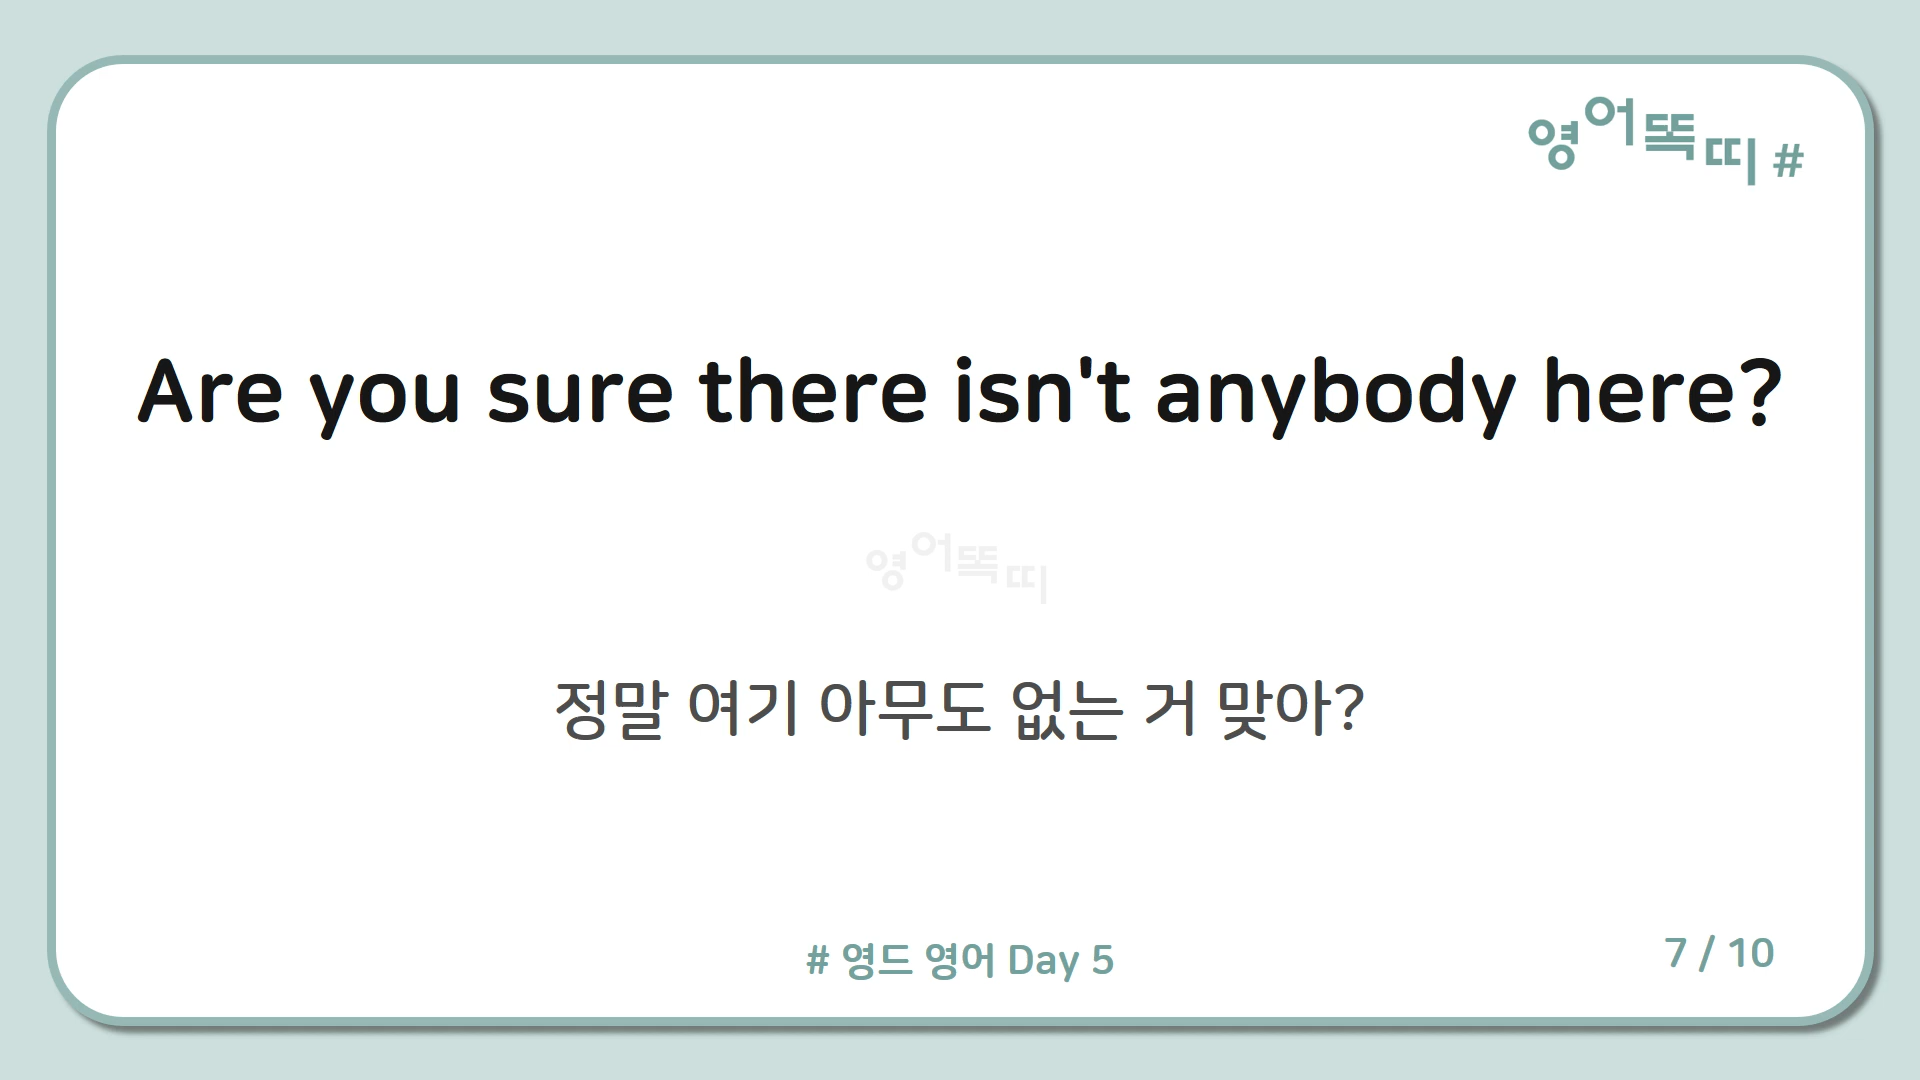 영어똑띠 #
Are you sure there isn't anybody here?
영어똑띠
정말 여기 아무도 없는 거 맞아?
# 영드 영어 Day 5
7 / 10